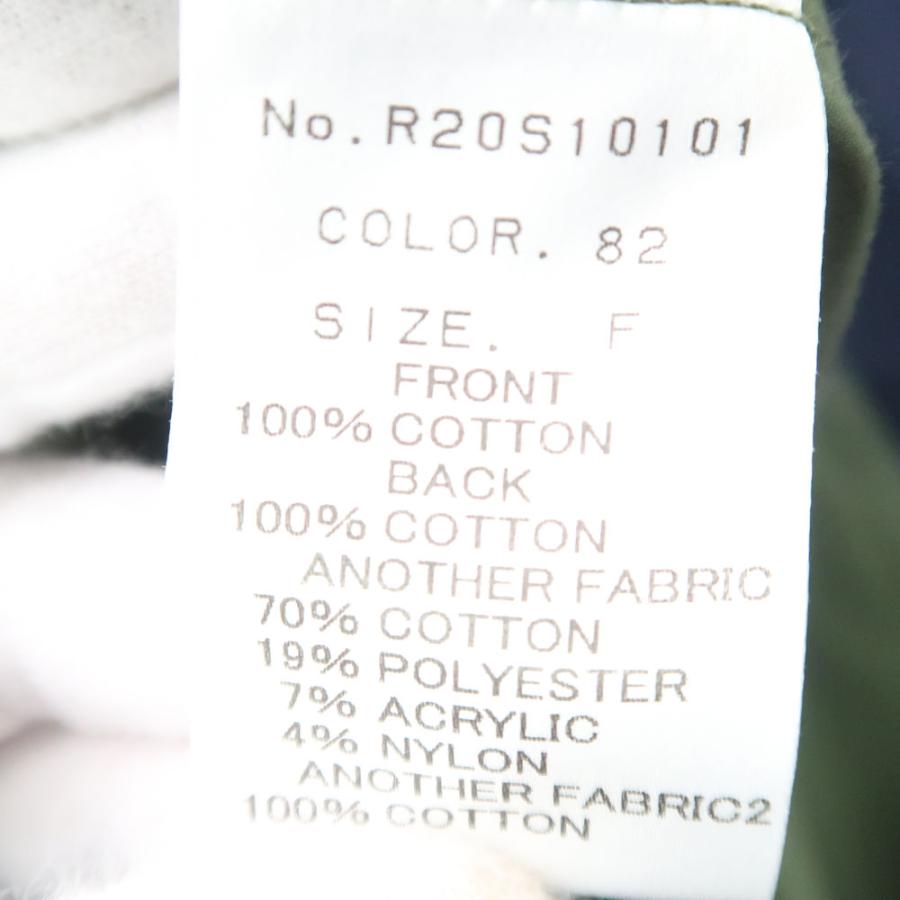 No.R20S10101
COLOR. 82
SIZE. F
FRONT
100% COTTON
BACK
100% COTTON
ANOTHER FABRIC
70% COTTON
19% POLYESTER
7% ACRYLIC
4% NYLON
ANOTHER FABRIC2
100% COTTON